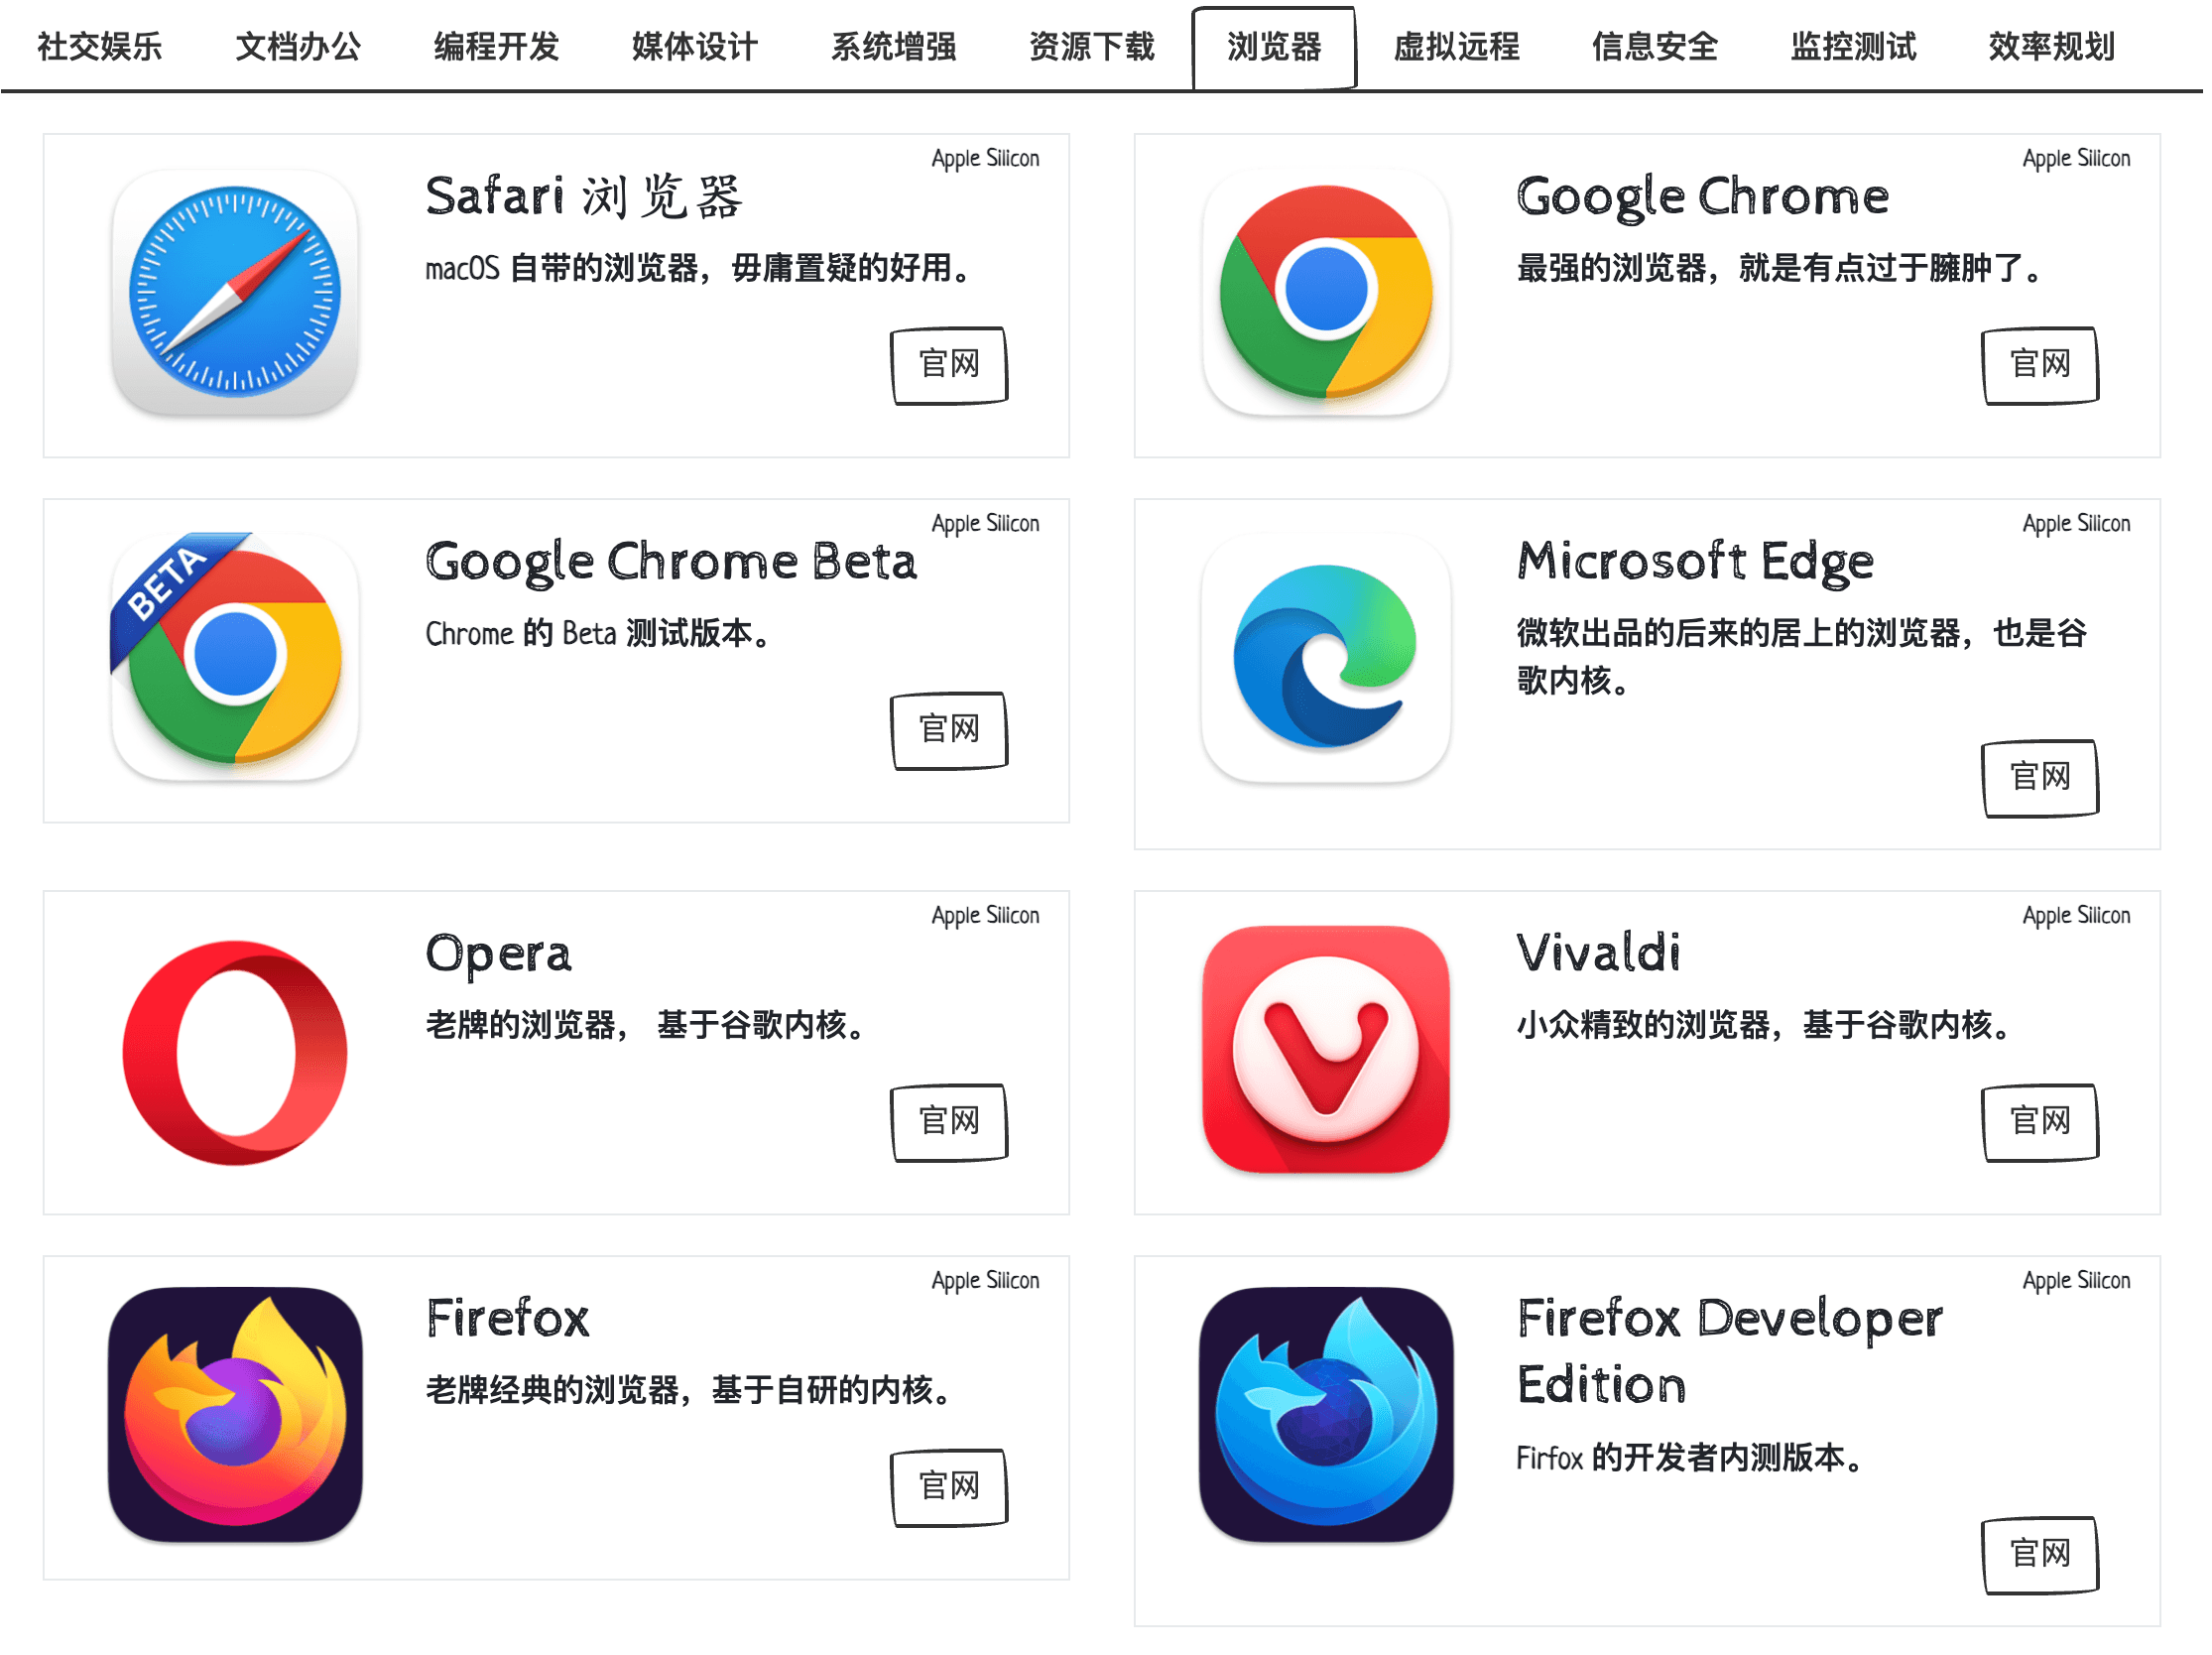 社交娱乐 文档办公 编程开发 媒体设计 系统增强 资源下载 浏览器 虚拟远程 信息安全 监控测试 效率规划
Apple Silicon
Safari 浏览器
macOS 自带的浏览器，毋庸置疑的好用。
官网
Apple Silicon
Google Chrome
最强的浏览器，就是有点过于臃肿了。
官网
Apple Silicon
BETA
Google Chrome Beta
Chrome 的 Beta 测试版本。
官网
Apple Silicon
Microsoft Edge
微软出品的后来的居上的浏览器，也是谷
歌内核。
官网
Apple Silicon
Opera
老牌的浏览器， 基于谷歌内核。
官网
Apple Silicon
Vivaldi
小众精致的浏览器，基于谷歌内核。
官网
Apple Silicon
Firefox
老牌经典的浏览器，基于自研的内核。
官网
Apple Silicon
Firefox Developer
Edition
Firfox 的开发者内测版本。
官网